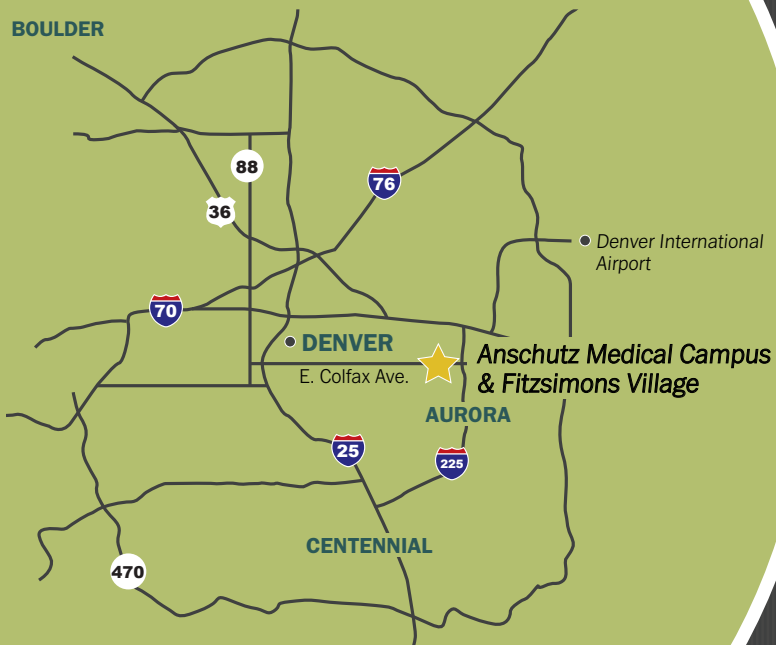 BOULDER
88
76
36
Denver International
Airport
70
DENVER
E. Colfax Ave.
Anschutz Medical Campus
& Fitzsimons Village
AURORA
25
225
CENTENNIAL
470